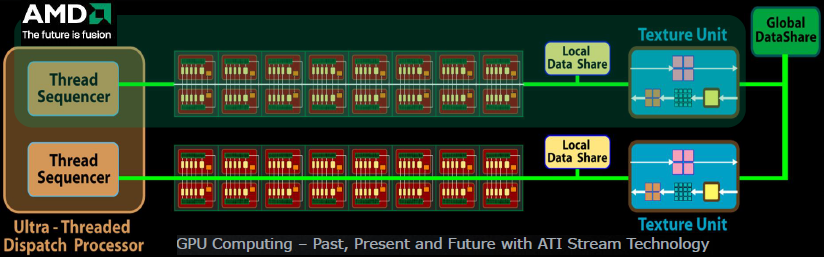 AMD
The future is fusion
Thread
Sequencer
Local
Data Share
Texture Unit
Global
DataShare
Thread
Sequencer
Local
Data Share
Texture Unit
Ultra - Threaded
Dispatch Processor
GPU Computing – Past, Present and Future with ATI Stream Technology